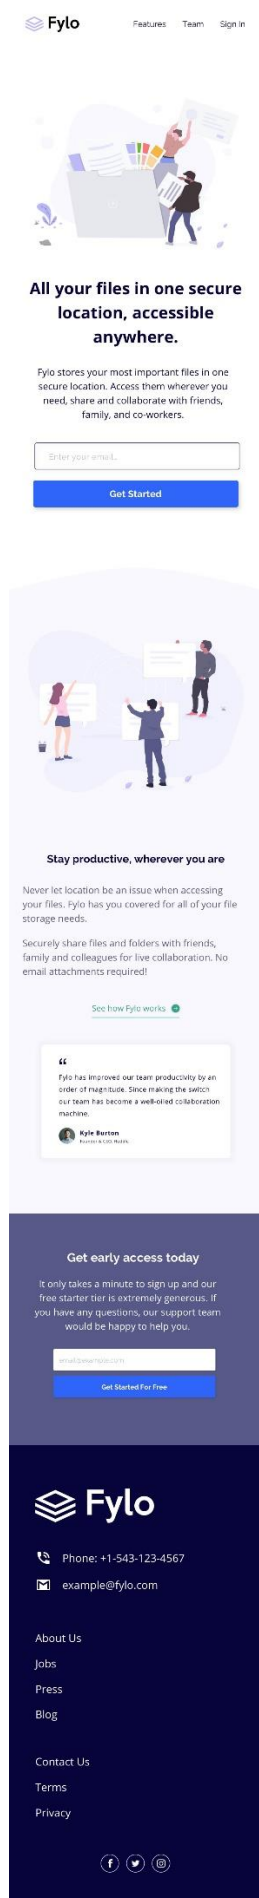 Fylo
Features Team Sign In
All your files in one secure
location, accessible
anywhere.
Fylo stores your most important files in one
secure location. Access them wherever you
need, share and collaborate with friends,
family, and co-workers.
Enter your email..
Get Started
Stay productive, wherever you are
Never let location be an issue when accessing
your files. Fylo has you covered for all of your file
storage needs.
Securely share files and folders with friends,
family and colleagues for live collaboration. No
email attachments required!
See how Fylo works
“
Fylo has improved our team productivity by an
order of magnitude. Since making the switch
our team has become a well-oiled collaboration
machine.
Kyle Burton
Founder & CEO, Huddle
Get early access today
It only takes a minute to sign up and our
free starter tier is extremely generous. If
you have any questions, our support team
would be happy to help you.
email@example.com
Get Started For Free
Fylo
Phone: +1-543-123-4567
example@fylo.com
About Us
Jobs
Press
Blog
Contact Us
Terms
Privacy